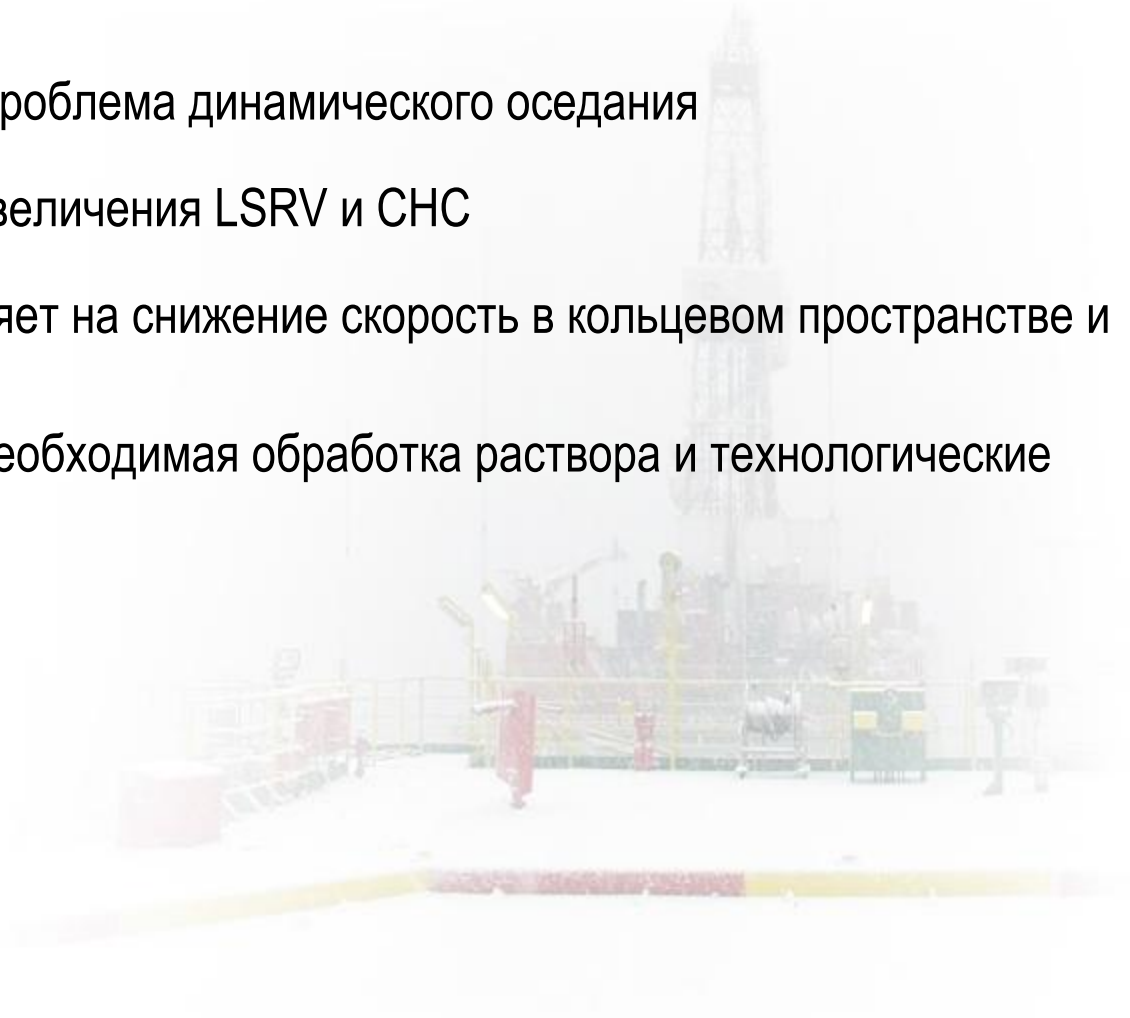 роблема динамического оседания
величения LSRV и СНС
яет на снижение скорость в кольцевом пространстве и
еобходимая обработка раствора и технологические